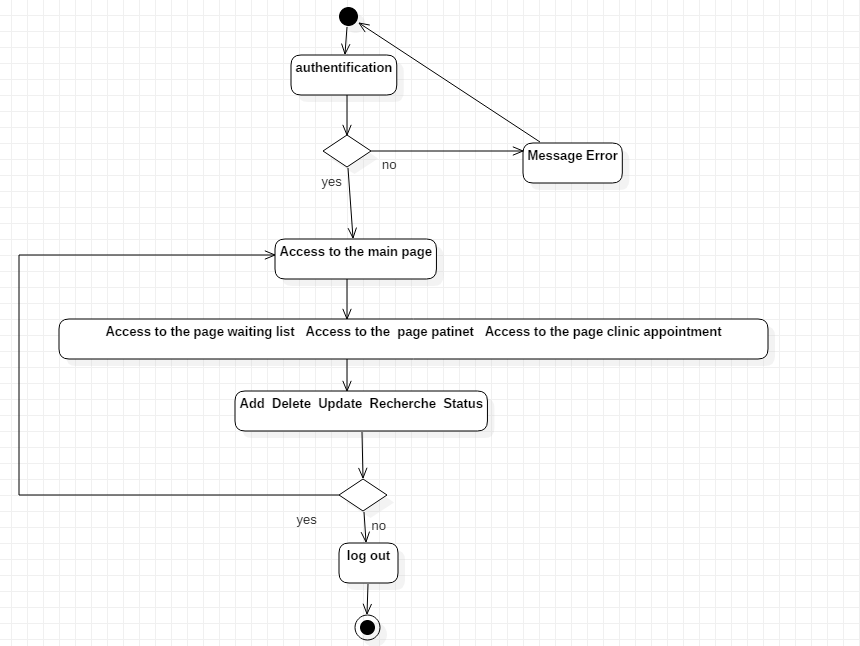 authentification
Message Error
no
yes
Access to the main page
Access to the page waiting list   Access to the  page patinet   Access to the page clinic appointment
Add  Delete  Update  Recherche  Status
yes
no
log out